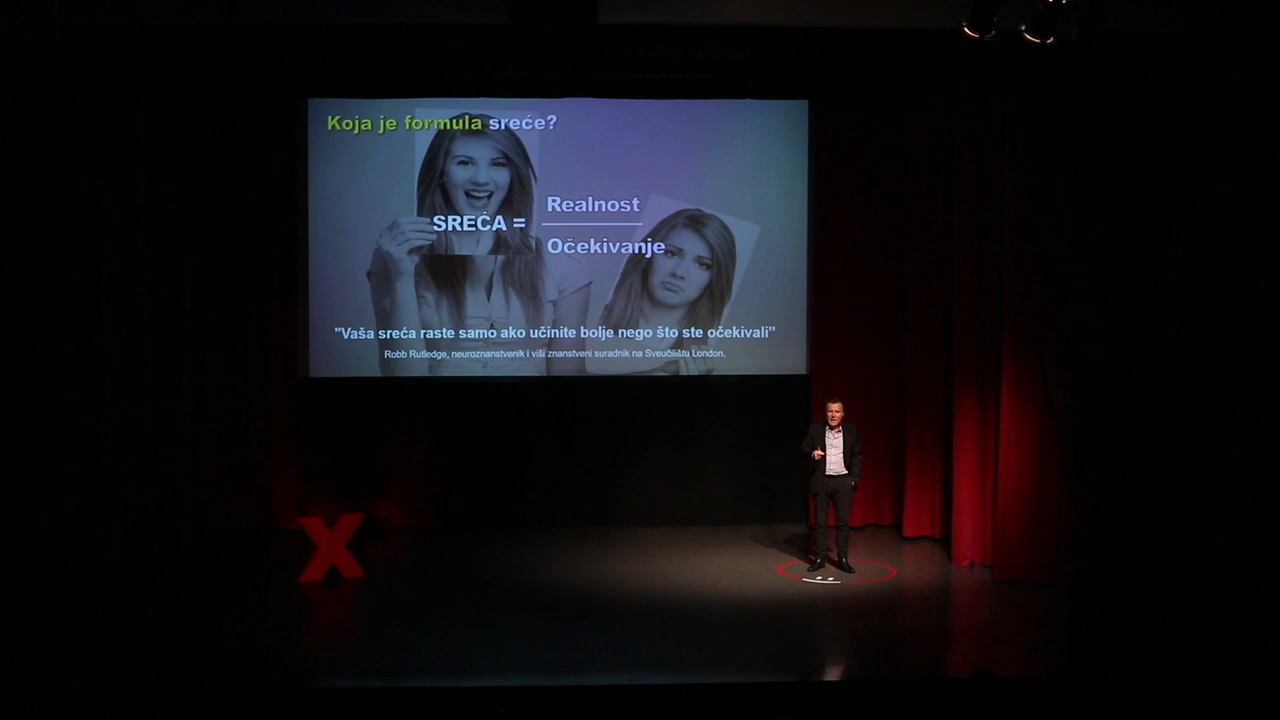 Koja je formula sreće?
SREĆA =
Realnost
Očekivanje
"Vaša sreća raste samo ako učinite bolje nego što ste očekivali”
Robb Rutledge, neuroznanstvenik i viši znanstveni suradnik na Sveučilištu London.
X